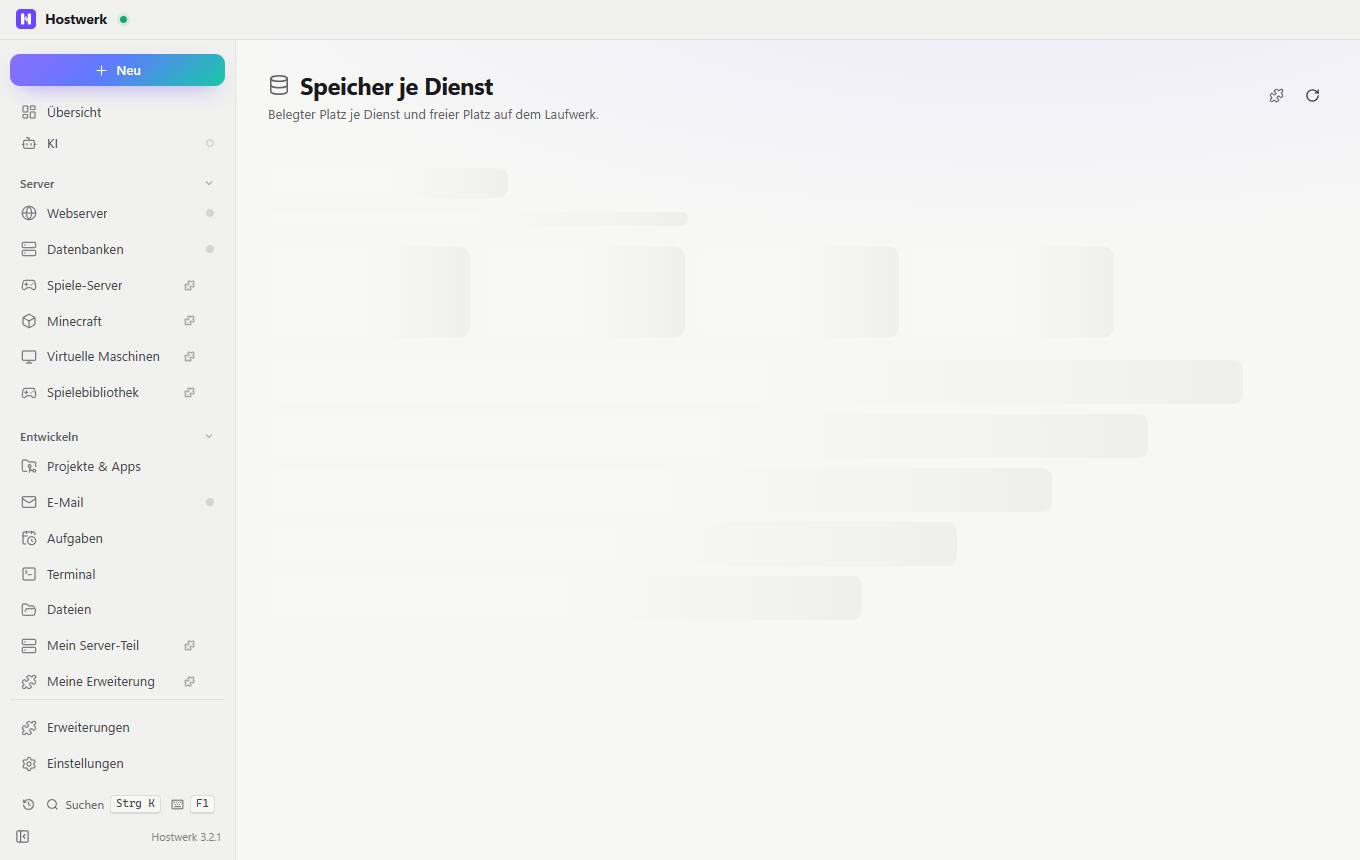 Hostwerk
Neu
Übersicht
KI
Server
Webserver
Datenbanken
Spiele-Server
Minecraft
Virtuelle Maschinen
Spielebibliothek
Entwickeln
Projekte & Apps
E-Mail
Aufgaben
Terminal
Dateien
Mein Server-Teil
Meine Erweiterung
Erweiterungen
Einstellungen
Suchen Strg K F1
Hostwerk 3.2.1
Speicher je Dienst
Belegter Platz je Dienst und freier Platz auf dem Laufwerk.